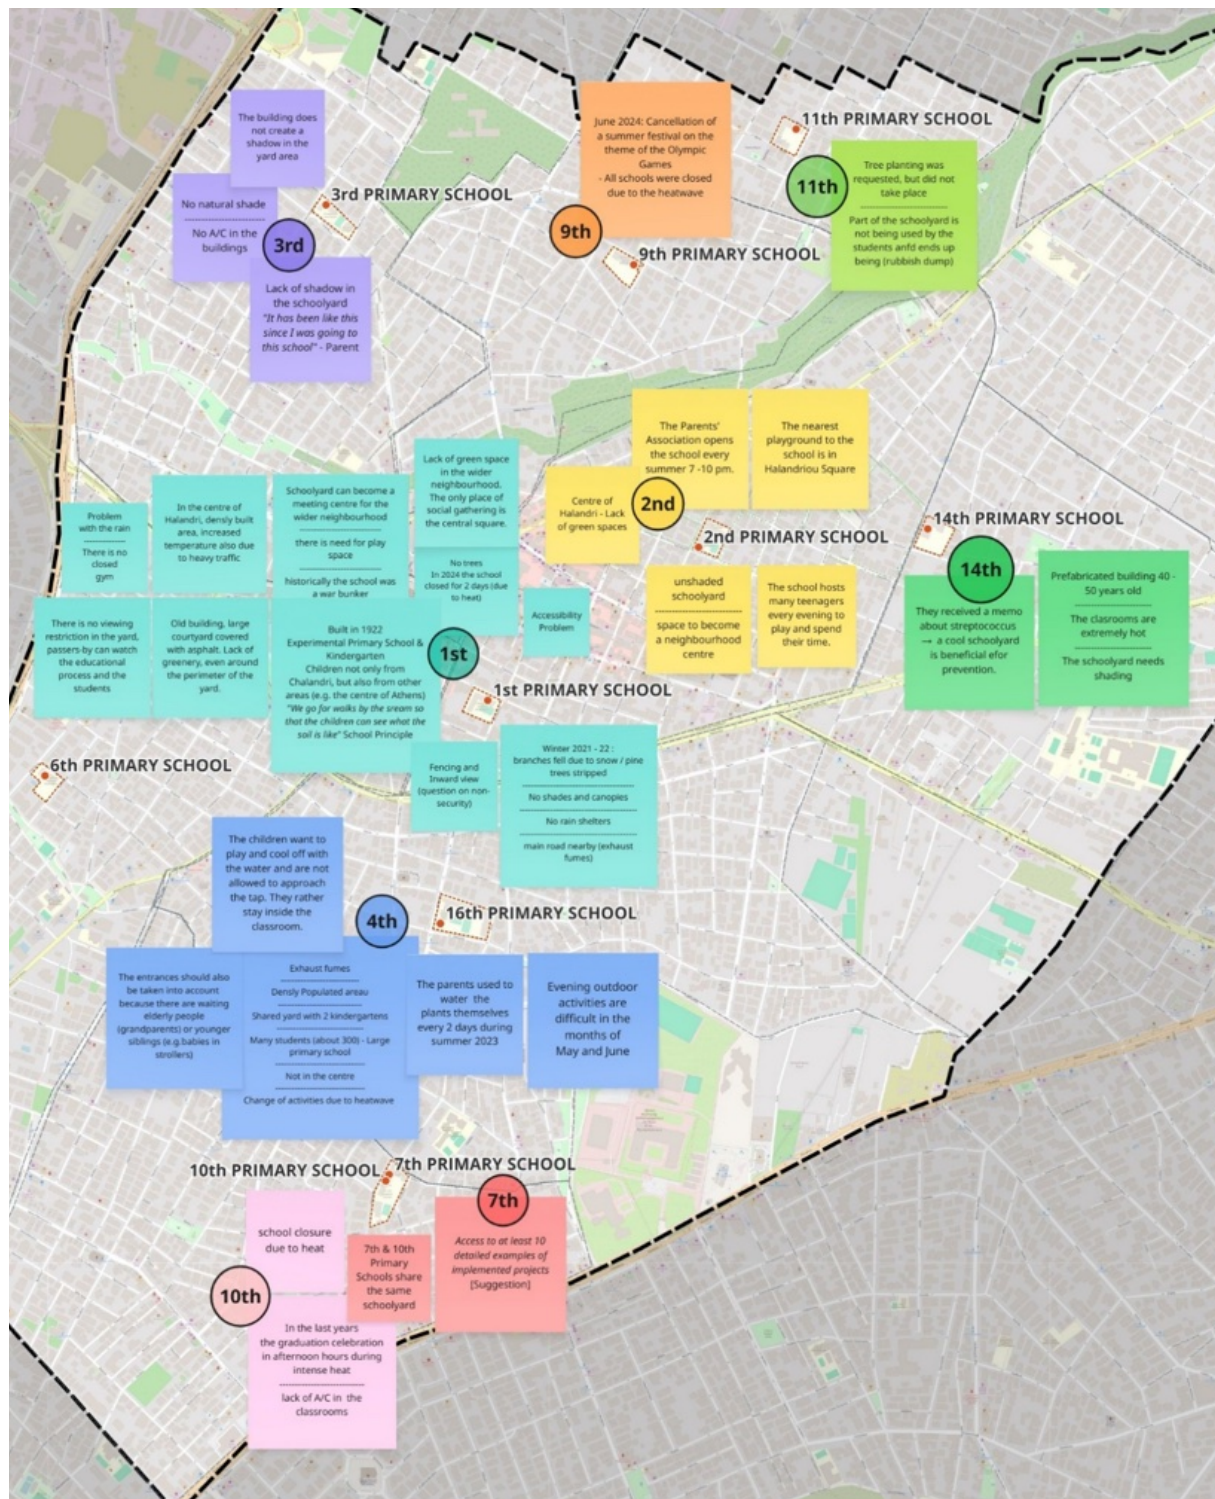 The building does
not create a
shadow in the
yard area
No natural shade
No A/C in the
buildings
3rd
3rd PRIMARY SCHOOL
Lack of shadow in
the schoolyard
"It has been like this
since I was going to
this school" - Parent
June 2024: Cancellation of
a summer festival on the
theme of the Olympic
Games
- All schools were closed
due to the heatwave
9th
9th PRIMARY SCHOOL
11th PRIMARY SCHOOL
11th
Tree planting was
requested, but did not
take place
Part of the schoolyard is
not being used by the
students anfd ends up
being (rubbish dump)
The Parents'
Association opens
the school every
summer 7 -10 pm.
The nearest
playground to the
school is in
Halandriou Square
Centre of
Halandri - Lack
of green spaces
2nd
2nd PRIMARY SCHOOL
unshaded
schoolyard
space to become
a neighbourhood
centre
The school hosts
many teenagers
every evening to
play and spend
their time.
14th PRIMARY SCHOOL
14th
They received a memo
about streptococcus
→ a cool schoolyard
is beneficial efor
prevention.
Prefabricated building 40 -
50 years old
The clasrooms are
extremely hot
The schoolyard needs
shading
Problem
with the rain
There is no
closed
gym
In the centre of
Halandri, densly built
area, increased
temperature also due
to heavy traffic
Schoolyard can become a
meeting centre for the
wider neighbourhood
there is need for play
space
historically the school was
a war bunker
Lack of green space
in the wider
neighbourhood.
The only place of
social gathering is
the central square.
No trees
In 2024 the school
closed for 2 days (due
to heat)
Accessibility
Problem
There is no viewing
restriction in the yard,
passers-by can watch
the educational
process and the
students
Old building, large
courtyard covered
with asphalt. Lack of
greenery, even around
the perimeter of the
yard.
Built in 1922
Experimental Primary School &
Kindergarten
Children not only from
Chalandri, but also from other
areas (e.g. the centre of Athens)
"We go for walks by the sream so
that the children can see what the
soil is like" School Principle
1st
1st PRIMARY SCHOOL
Fencing and
Inward view
(question on non-
security)
Winter 2021 - 22 :
branches fell due to snow / pine
trees stripped
No shades and canopies
No rain shelters
main road nearby (exhaust
fumes)
6th PRIMARY SCHOOL
The children want to
play and cool off with
the water and are not
allowed to approach
the tap. They rather
stay inside the
classroom.
4th
16th PRIMARY SCHOOL
The entrances should also
be taken into account
because there are waiting
elderly people
(grandparents) or younger
siblings (e.g.babies in
strollers)
Exhaust fumes
Densly Populated areau
Shared yard with 2 kindergartens
Many students (about 300) - Large
primary school
Not in the centre
Change of activities due to heatwave
The parents used to
water the
plants themselves
every 2 days during
summer 2023
Evening outdoor
activities are
difficult in the
months of
May and June
10th PRIMARY SCHOOL
7th PRIMARY SCHOOL
7th
Access to at least 10
detailed examples of
implemented projects
[Suggestion]
school closure
due to heat
7th & 10th
Primary
Schools share
the same
schoolyard
10th
In the last years
the graduation celebration
in afternoon hours during
intense heat
lack of A/C in the
classrooms